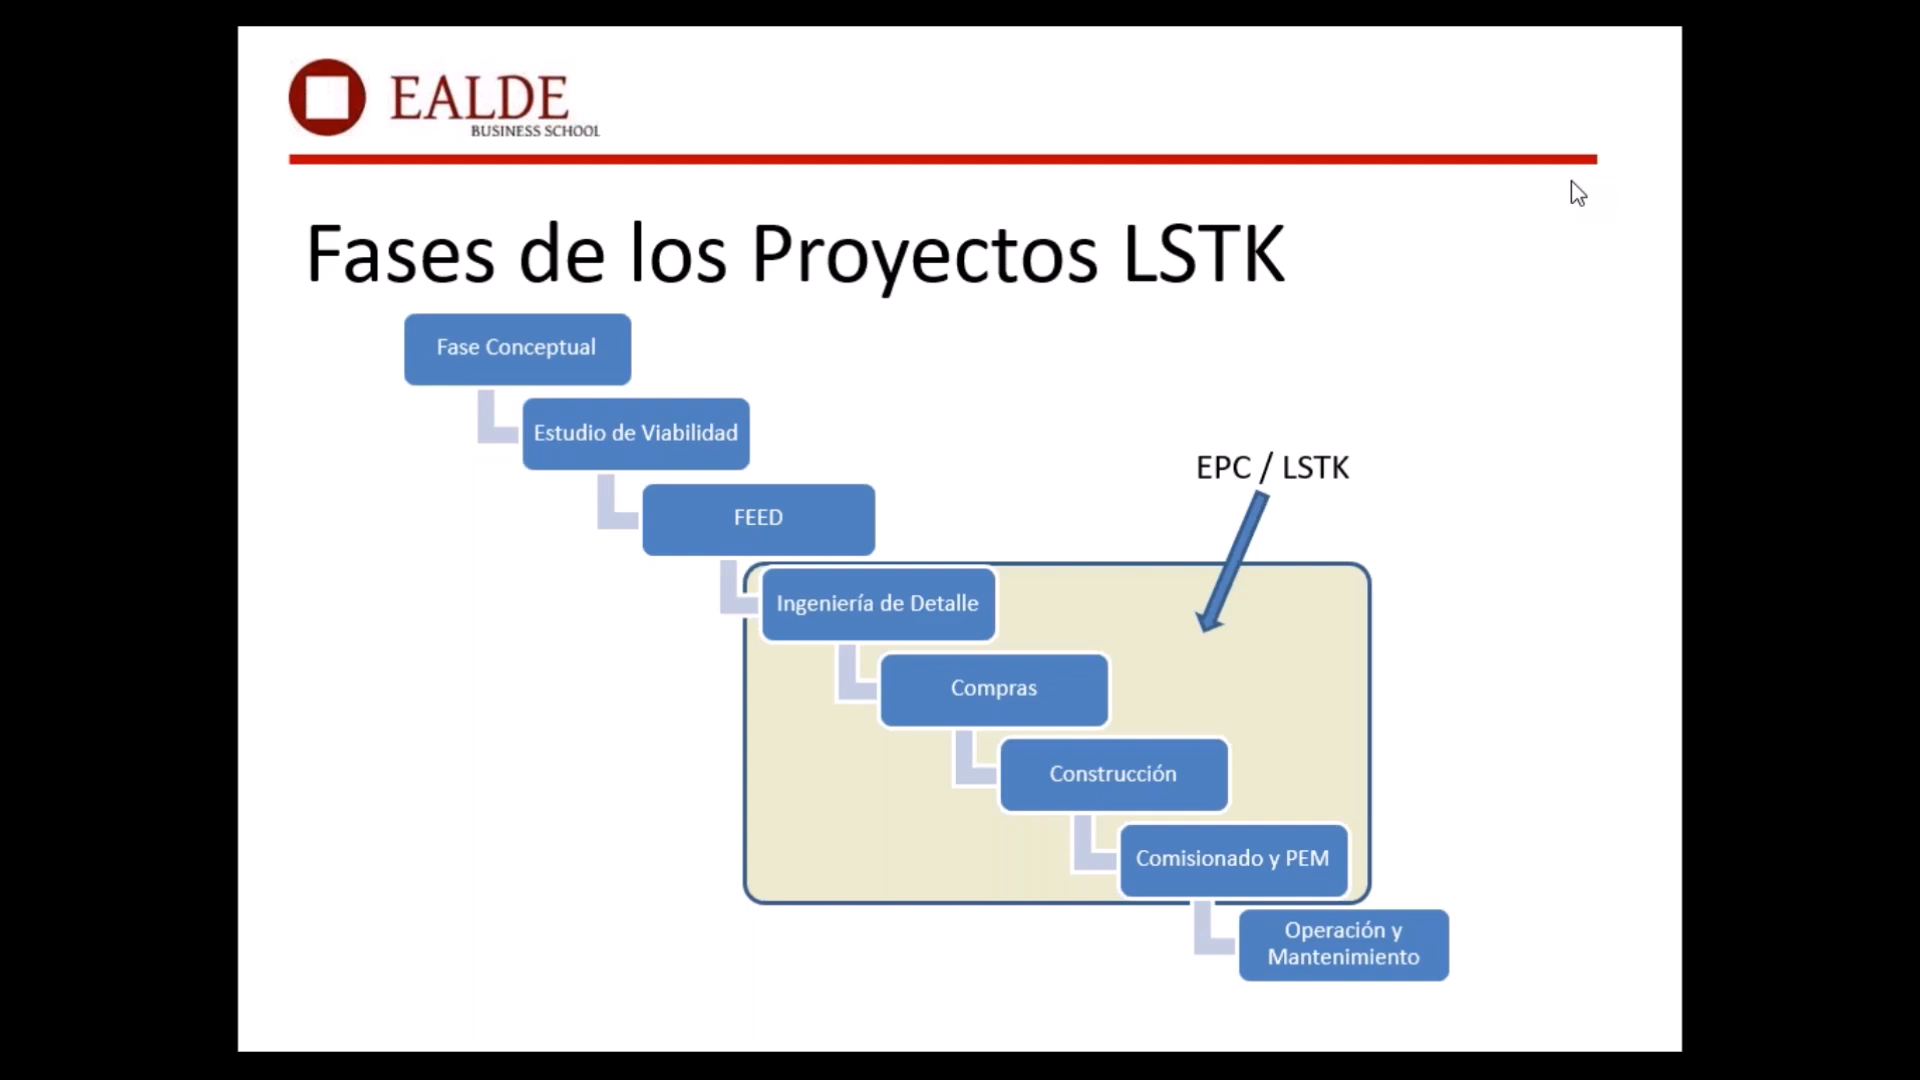 EALDE
BUSINESS SCHOOL
Fases de los Proyectos LSTK
Fase Conceptual
Estudio de Viabilidad
EPC / LSTK
FEED
Ingeniería de Detalle
Compras
Construcción
Comisionado y PEM
Operación y
Mantenimiento